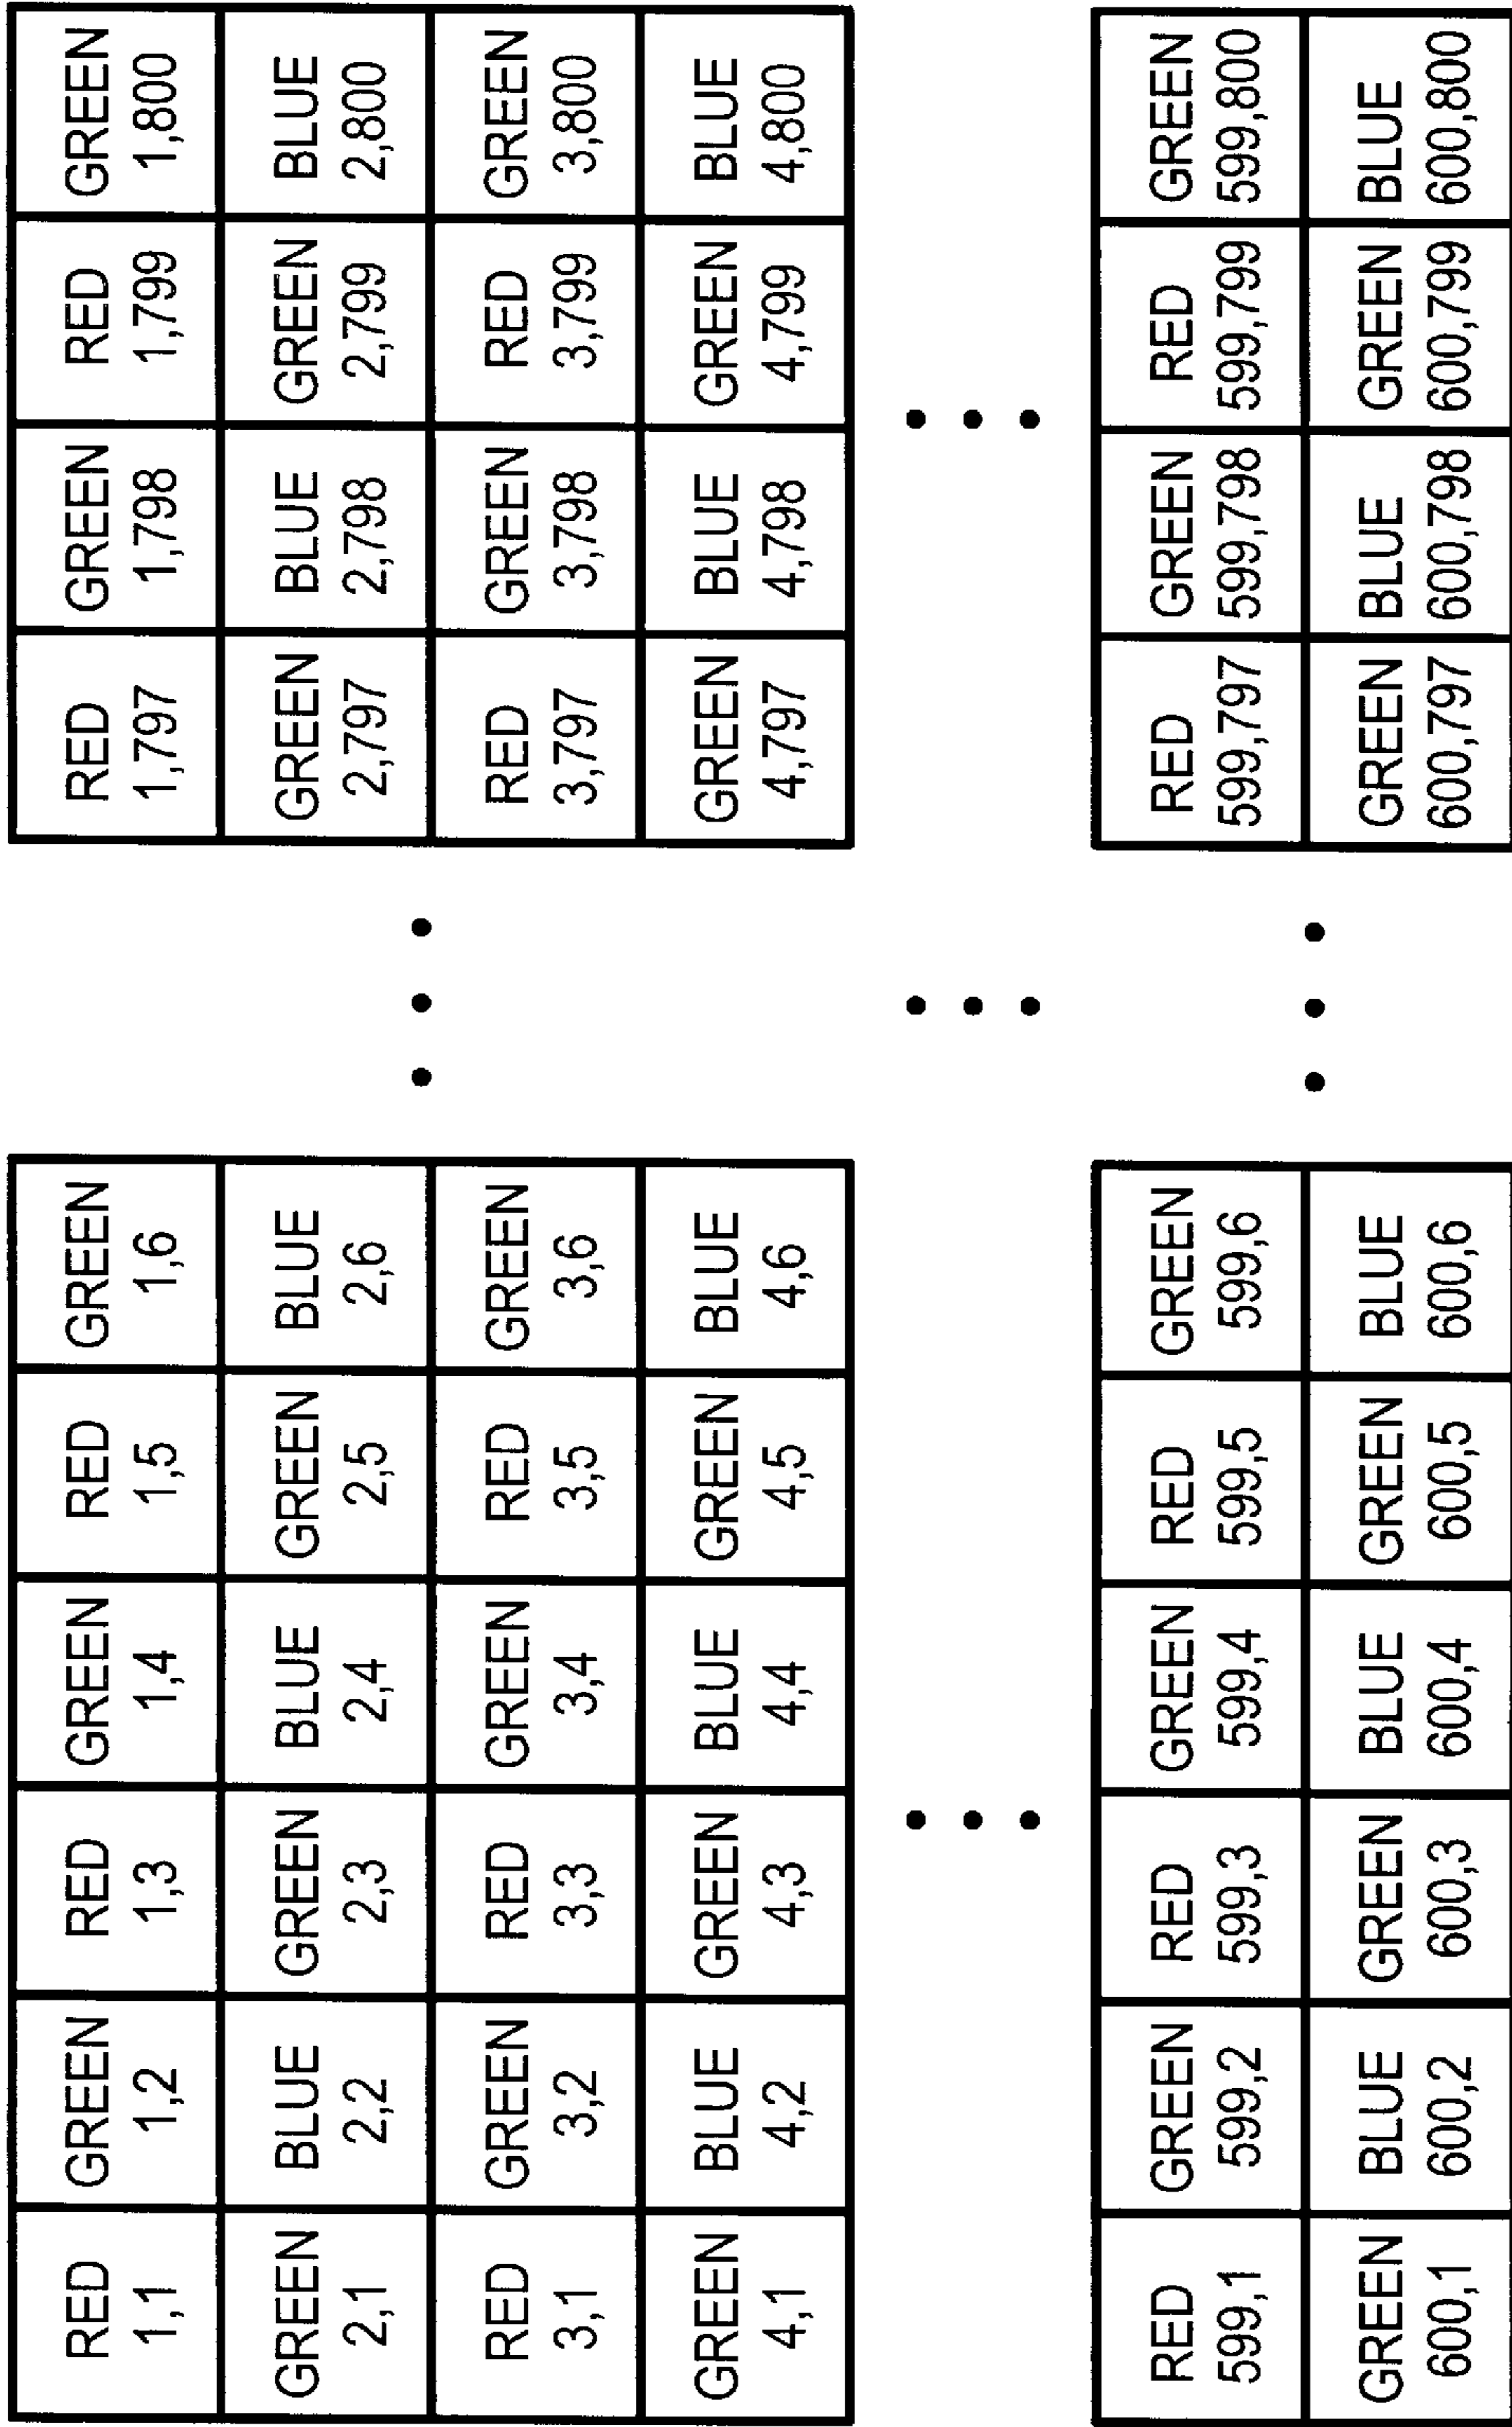 RED GREEN RED GREEN RED GREEN RED GREEN RED GREEN
1,1 1,2 1,3 1,4 1,5 1,6 1,797 1,798 1,799 1,800
GREEN BLUE GREEN BLUE GREEN BLUE GREEN BLUE GREEN BLUE
2,1 2,2 2,3 2,4 2,5 2,6 2,797 2,798 2,799 2,800
RED GREEN RED GREEN RED GREEN RED GREEN RED GREEN
3,1 3,2 3,3 3,4 3,5 3,6 3,797 3,798 3,799 3,800
GREEN BLUE GREEN BLUE GREEN BLUE GREEN BLUE GREEN BLUE
4,1 4,2 4,3 4,4 4,5 4,6 4,797 4,798 4,799 4,800
RED GREEN RED GREEN RED GREEN RED GREEN RED GREEN
599,1 599,2 599,3 599,4 599,5 599,6 599,797 599,798 599,799 599,800
GREEN BLUE GREEN BLUE GREEN BLUE GREEN BLUE GREEN BLUE
600,1 600,2 600,3 600,4 600,5 600,6 600,797 600,798 600,799 600,800